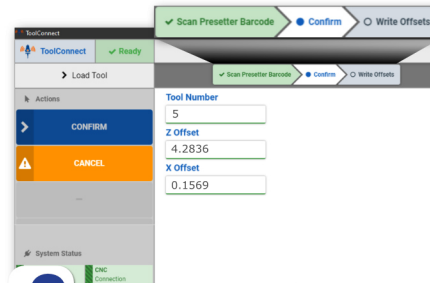 ✔ Scan Presetter Barcode
Confirm
Write Offsets
ToolConnect
ToolConnect
✔ Ready
Load Tool
✔ Scan Presetter Barcode
Confirm
Write Offsets
Actions
CONFIRM
CANCEL
...
System Status
CNC
Connection
Tool Number
5
Z Offset
4.2836
X Offset
0.1569